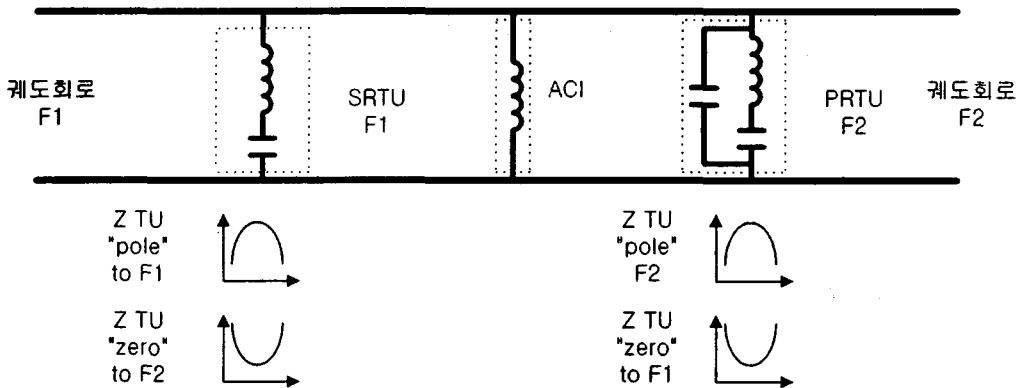 궤도회로
F1
SRTU
F1
ACI
PRTU
F2
궤도회로
F2
Z TU
"pole"
to F1
Z TU
"zero"
to F2
Z TU
"pole"
F2
Z TU
"zero"
to F1